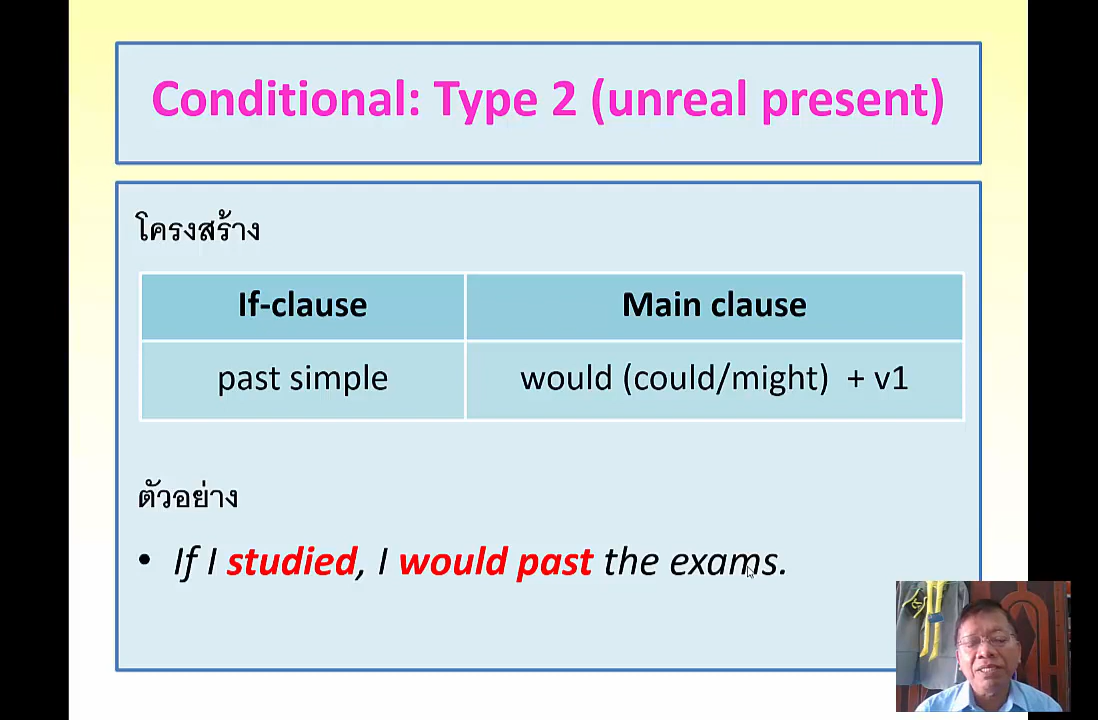 Conditional: Type 2 (unreal present)
โครงสร้าง
If-clause Main clause
past simple would (could/might) + v1
ตัวอย่าง
• If I studied, I would past the exams.